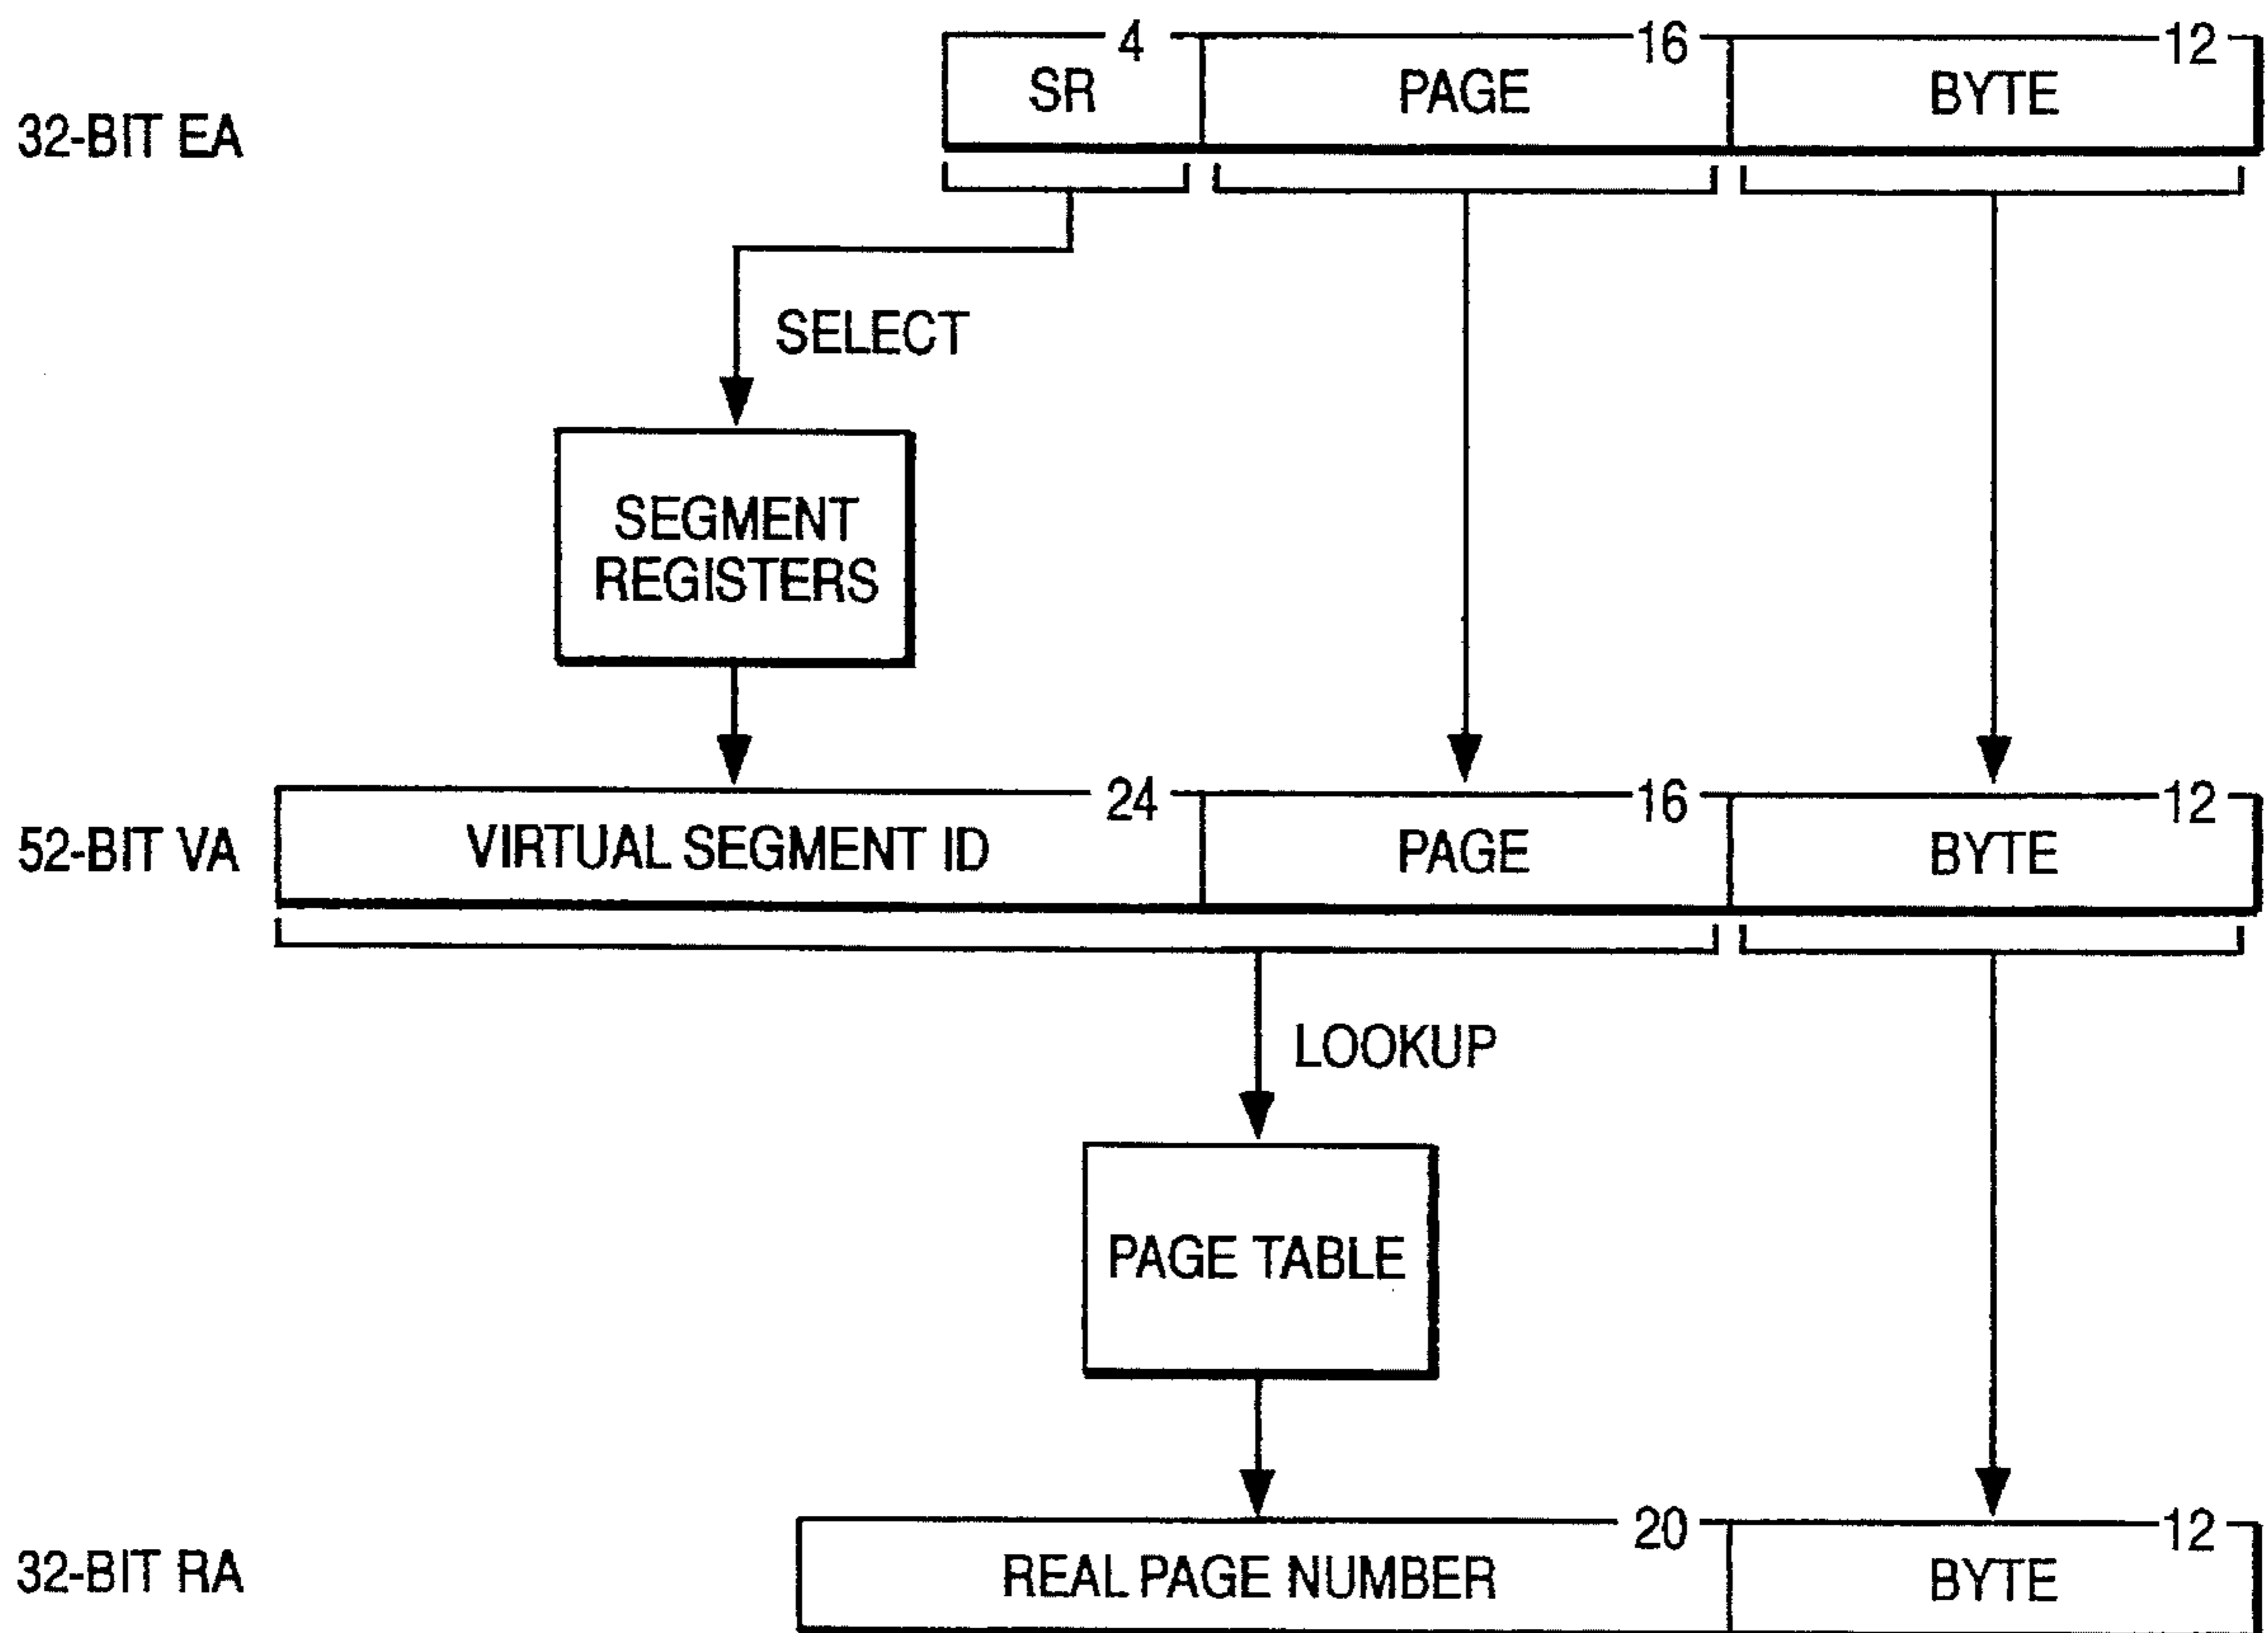 4 16 12
32-BIT EA SR PAGE BYTE
SELECT
SEGMENT
REGISTERS
24 16 12
52-BIT VA VIRTUAL SEGMENT ID PAGE BYTE
LOOKUP
PAGE TABLE
20 12
32-BIT RA REAL PAGE NUMBER BYTE